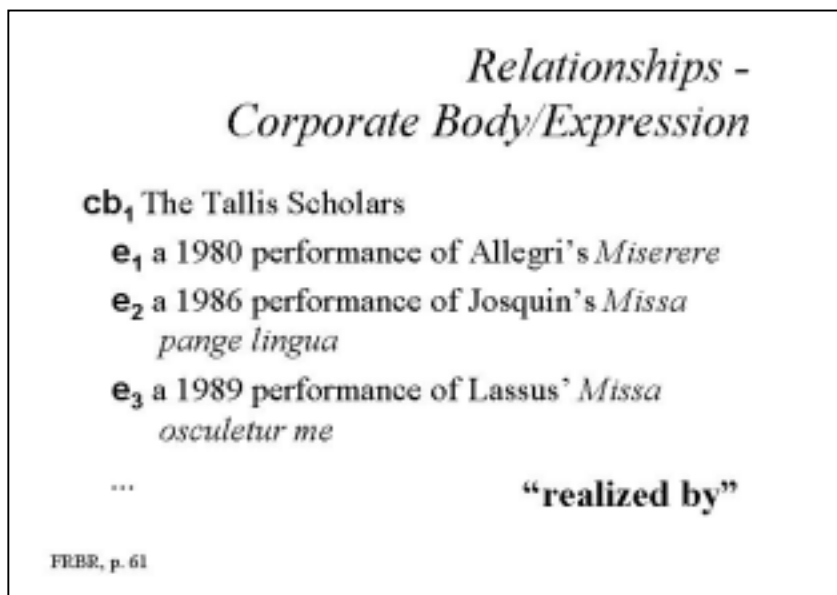 Relationships -
Corporate Body/Expression
cb₁ The Tallis Scholars
e₁ a 1980 performance of Allegri’s Miserere
e₂ a 1986 performance of Josquin’s Missa
pange lingua
e₃ a 1989 performance of Lassus’ Missa
osculetur me
...
“realized by”
FRBR, p. 61